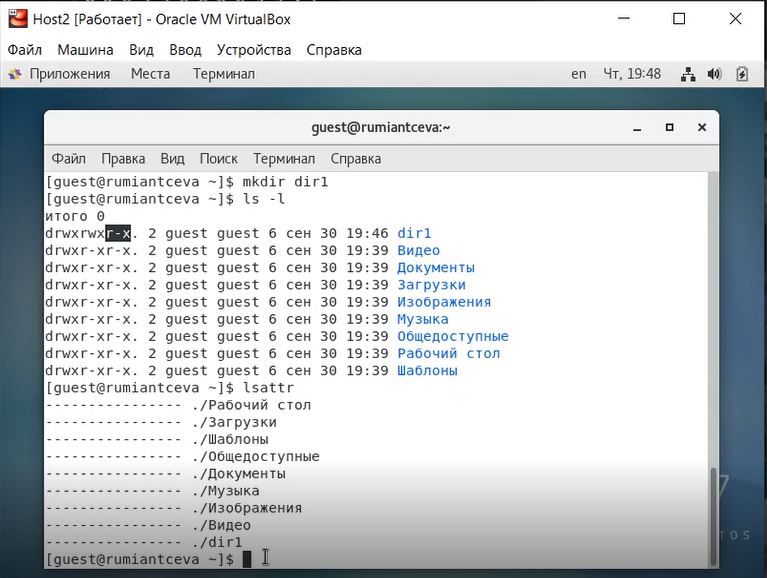 Host2 [Работает] - Oracle VM VirtualBox
Файл Машина Вид Ввод Устройства Справка
Приложения Места Терминал en Чт, 19:48
guest@rumiantceva:~
Файл Правка Вид Поиск Терминал Справка
[guest@rumiantceva ~]$ mkdir dir1
[guest@rumiantceva ~]$ ls -l
итого 0
drwxrwxr-x. 2 guest guest 6 сен 30 19:46 dir1
drwxr-xr-x. 2 guest guest 6 сен 30 19:39 Видео
drwxr-xr-x. 2 guest guest 6 сен 30 19:39 Документы
drwxr-xr-x. 2 guest guest 6 сен 30 19:39 Загрузки
drwxr-xr-x. 2 guest guest 6 сен 30 19:39 Изображения
drwxr-xr-x. 2 guest guest 6 сен 30 19:39 Музыка
drwxr-xr-x. 2 guest guest 6 сен 30 19:39 Общедоступные
drwxr-xr-x. 2 guest guest 6 сен 30 19:39 Рабочий стол
drwxr-xr-x. 2 guest guest 6 сен 30 19:39 Шаблоны
[guest@rumiantceva ~]$ lsattr
---------------- ./Рабочий стол
---------------- ./Загрузки
---------------- ./Шаблоны
---------------- ./Общедоступные
---------------- ./Документы
---------------- ./Музыка
---------------- ./Изображения
---------------- ./Видео
---------------- ./dir1
[guest@rumiantceva ~]$
7